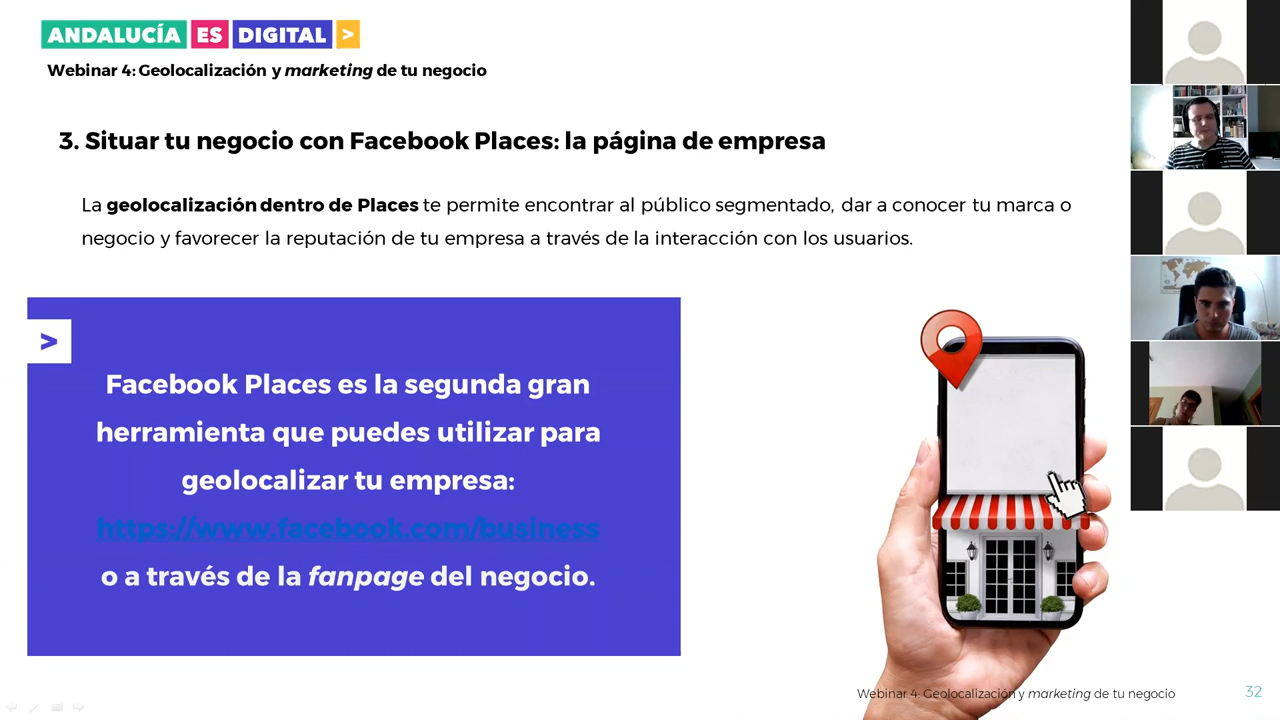 ANDALUCÍA ES DIGITAL >
Webinar 4: Geolocalización y marketing de tu negocio
3. Situar tu negocio con Facebook Places: la página de empresa
La geolocalización dentro de Places te permite encontrar al público segmentado, dar a conocer tu marca o
negocio y favorecer la reputación de tu empresa a través de la interacción con los usuarios.
>
Facebook Places es la segunda gran
herramienta que puedes utilizar para
geolocalizar tu empresa:
https://www.facebook.com/business
o a través de la fanpage del negocio.
Webinar 4: Geolocalización y marketing de tu negocio
32